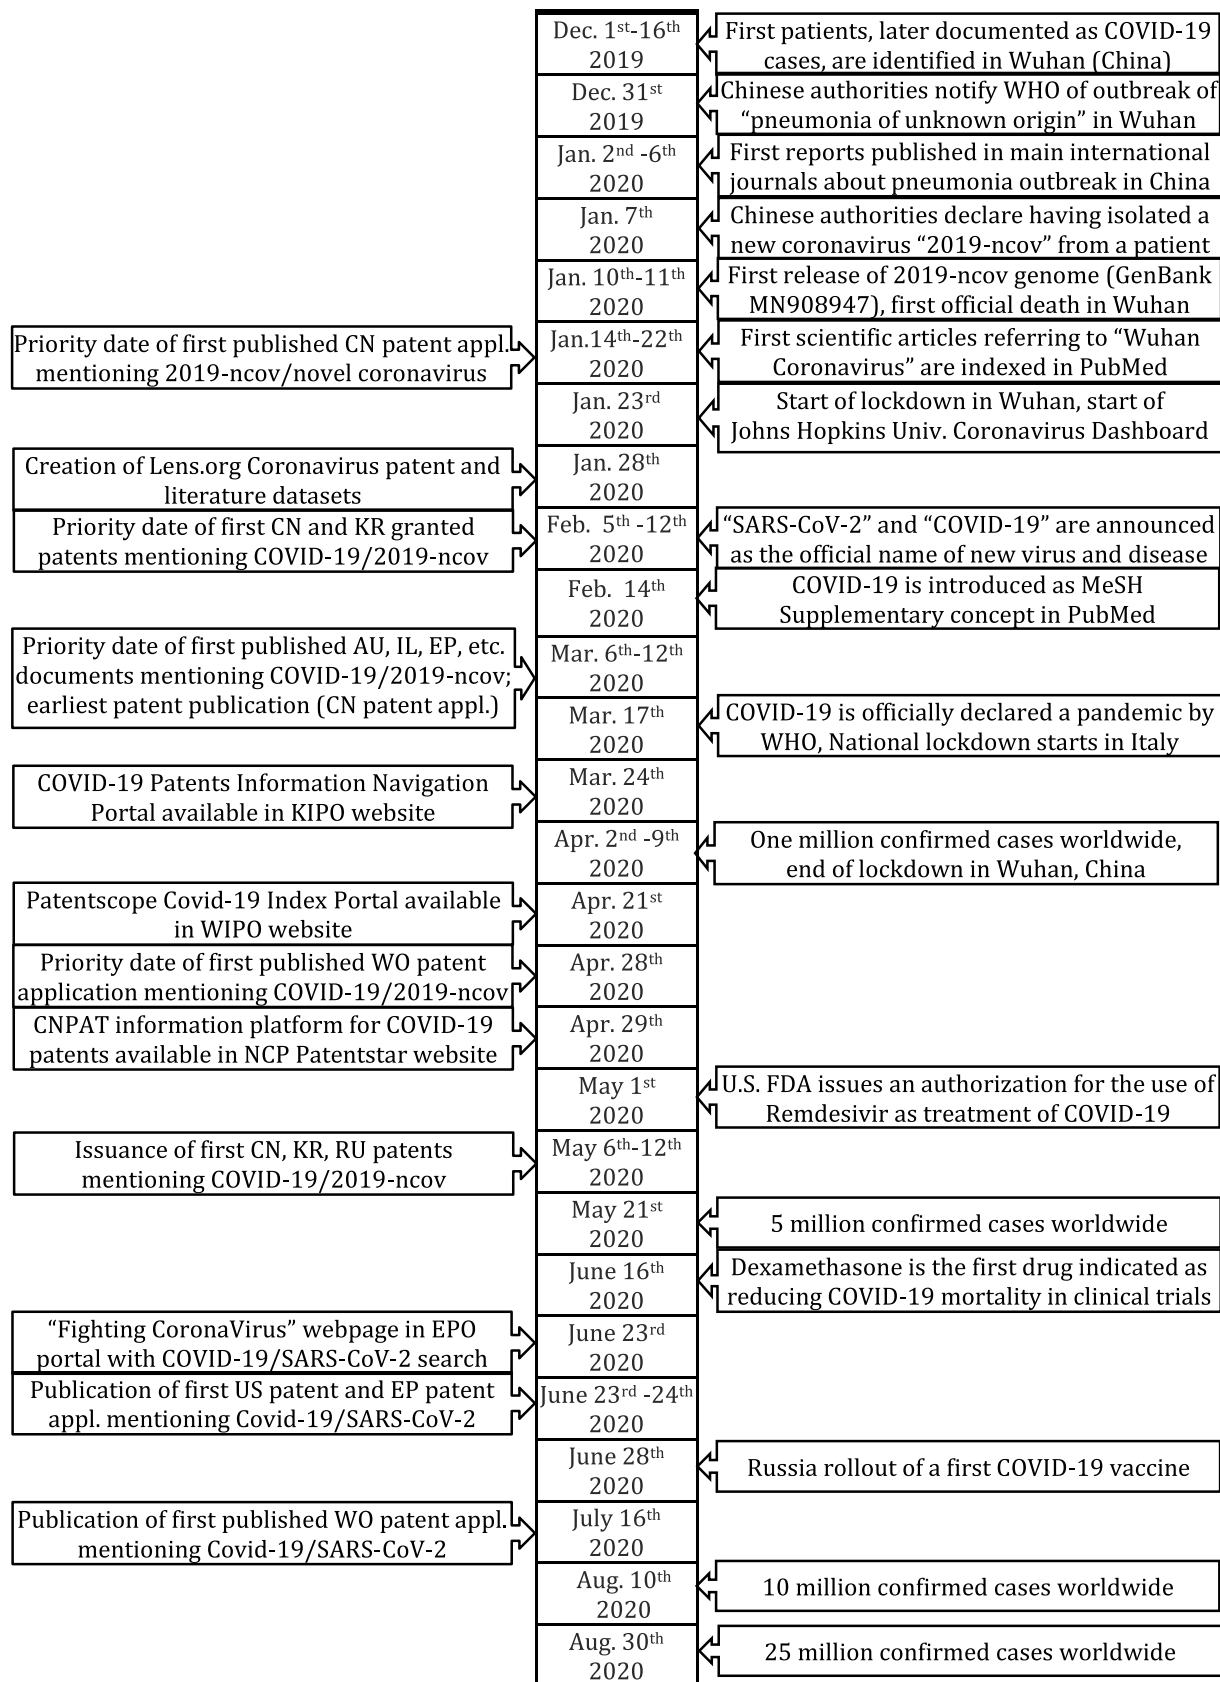 Dec. 1st-16th
2019
First patients, later documented as COVID-19
cases, are identified in Wuhan (China)
Dec. 31st
2019
Chinese authorities notify WHO of outbreak of
“pneumonia of unknown origin” in Wuhan
Jan. 2nd -6th
2020
First reports published in main international
journals about pneumonia outbreak in China
Jan. 7th
2020
Chinese authorities declare having isolated a
new coronavirus “2019-ncov” from a patient
Jan. 10th-11th
2020
First release of 2019-ncov genome (GenBank
MN908947), first official death in Wuhan
Priority date of first published CN patent appl.
mentioning 2019-ncov/novel coronavirus
Jan.14th-22th
2020
First scientific articles referring to “Wuhan
Coronavirus” are indexed in PubMed
Jan. 23rd
2020
Start of lockdown in Wuhan, start of
Johns Hopkins Univ. Coronavirus Dashboard
Creation of Lens.org Coronavirus patent and
literature datasets
Jan. 28th
2020
Priority date of first CN and KR granted
patents mentioning COVID-19/2019-ncov
Feb. 5th -12th
2020
“SARS-CoV-2” and “COVID-19” are announced
as the official name of new virus and disease
Feb. 14th
2020
COVID-19 is introduced as MeSH
Supplementary concept in PubMed
Priority date of first published AU, IL, EP, etc.
documents mentioning COVID-19/2019-ncov;
earliest patent publication (CN patent appl.)
Mar. 6th-12th
2020
Mar. 17th
2020
COVID-19 is officially declared a pandemic by
WHO, National lockdown starts in Italy
COVID-19 Patents Information Navigation
Portal available in KIPO website
Mar. 24th
2020
Apr. 2nd -9th
2020
One million confirmed cases worldwide,
end of lockdown in Wuhan, China
Patentscope Covid-19 Index Portal available
in WIPO website
Apr. 21st
2020
Priority date of first published WO patent
application mentioning COVID-19/2019-ncov
Apr. 28th
2020
CNPAT information platform for COVID-19
patents available in NCP Patentstar website
Apr. 29th
2020
May 1st
2020
U.S. FDA issues an authorization for the use of
Remdesivir as treatment of COVID-19
Issuance of first CN, KR, RU patents
mentioning COVID-19/2019-ncov
May 6th-12th
2020
May 21st
2020
5 million confirmed cases worldwide
June 16th
2020
Dexamethasone is the first drug indicated as
reducing COVID-19 mortality in clinical trials
“Fighting CoronaVirus” webpage in EPO
portal with COVID-19/SARS-CoV-2 search
June 23rd
2020
Publication of first US patent and EP patent
appl. mentioning Covid-19/SARS-CoV-2
June 23rd -24th
2020
June 28th
2020
Russia rollout of a first COVID-19 vaccine
Publication of first published WO patent appl.
mentioning Covid-19/SARS-CoV-2
July 16th
2020
Aug. 10th
2020
10 million confirmed cases worldwide
Aug. 30th
2020
25 million confirmed cases worldwide